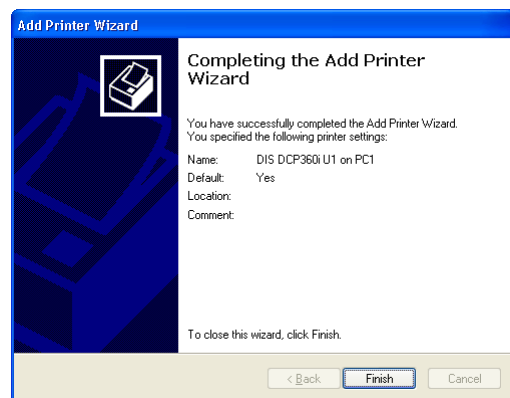 Add Printer Wizard
Completing the Add Printer
Wizard
You have successfully completed the Add Printer Wizard.
You specified the following printer settings:
Name: DIS DCP360i U1 on PC1
Default: Yes
Location:
Comment:
To close this wizard, click Finish.
< Back Finish Cancel